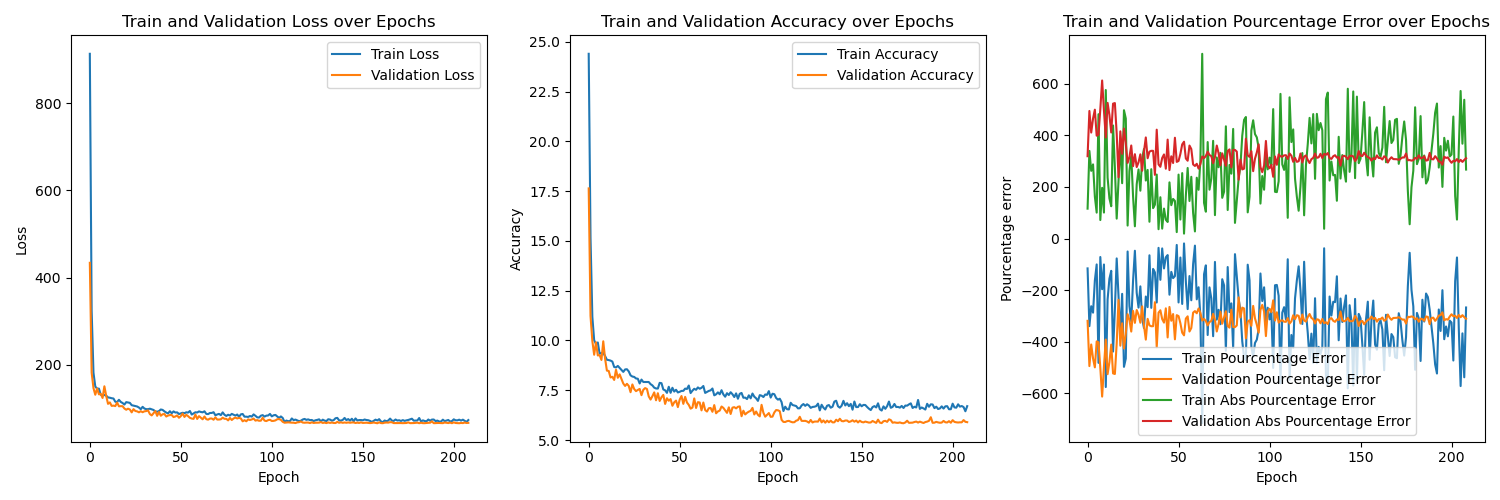 Train and Validation Loss over Epochs
Train Loss
Validation Loss
800
600
400
200
Loss
0
50
100
150
200
Epoch
Train and Validation Accuracy over Epochs
Train Accuracy
Validation Accuracy
25.0
22.5
20.0
17.5
15.0
12.5
10.0
7.5
5.0
Accuracy
0
50
100
150
200
Epoch
Train and Validation Pourcentage Error over Epochs
600
400
200
0
−200
−400
−600
Pourcentage error
Train Pourcentage Error
Validation Pourcentage Error
Train Abs Pourcentage Error
Validation Abs Pourcentage Error
0
50
100
150
200
Epoch